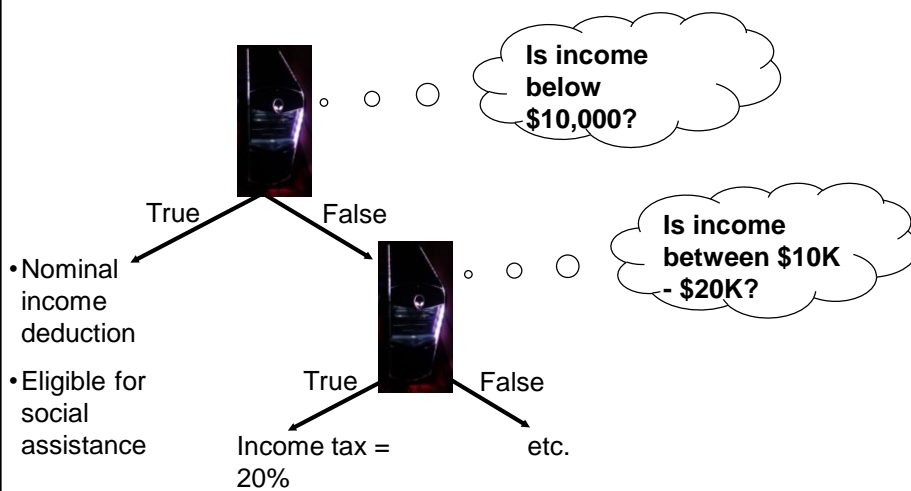 Is income
below
$10,000?
True
False
Is income
between $10K
- $20K?
•Nominal
income
deduction
•Eligible for
social
assistance
True
False
Income tax =
20%
etc.